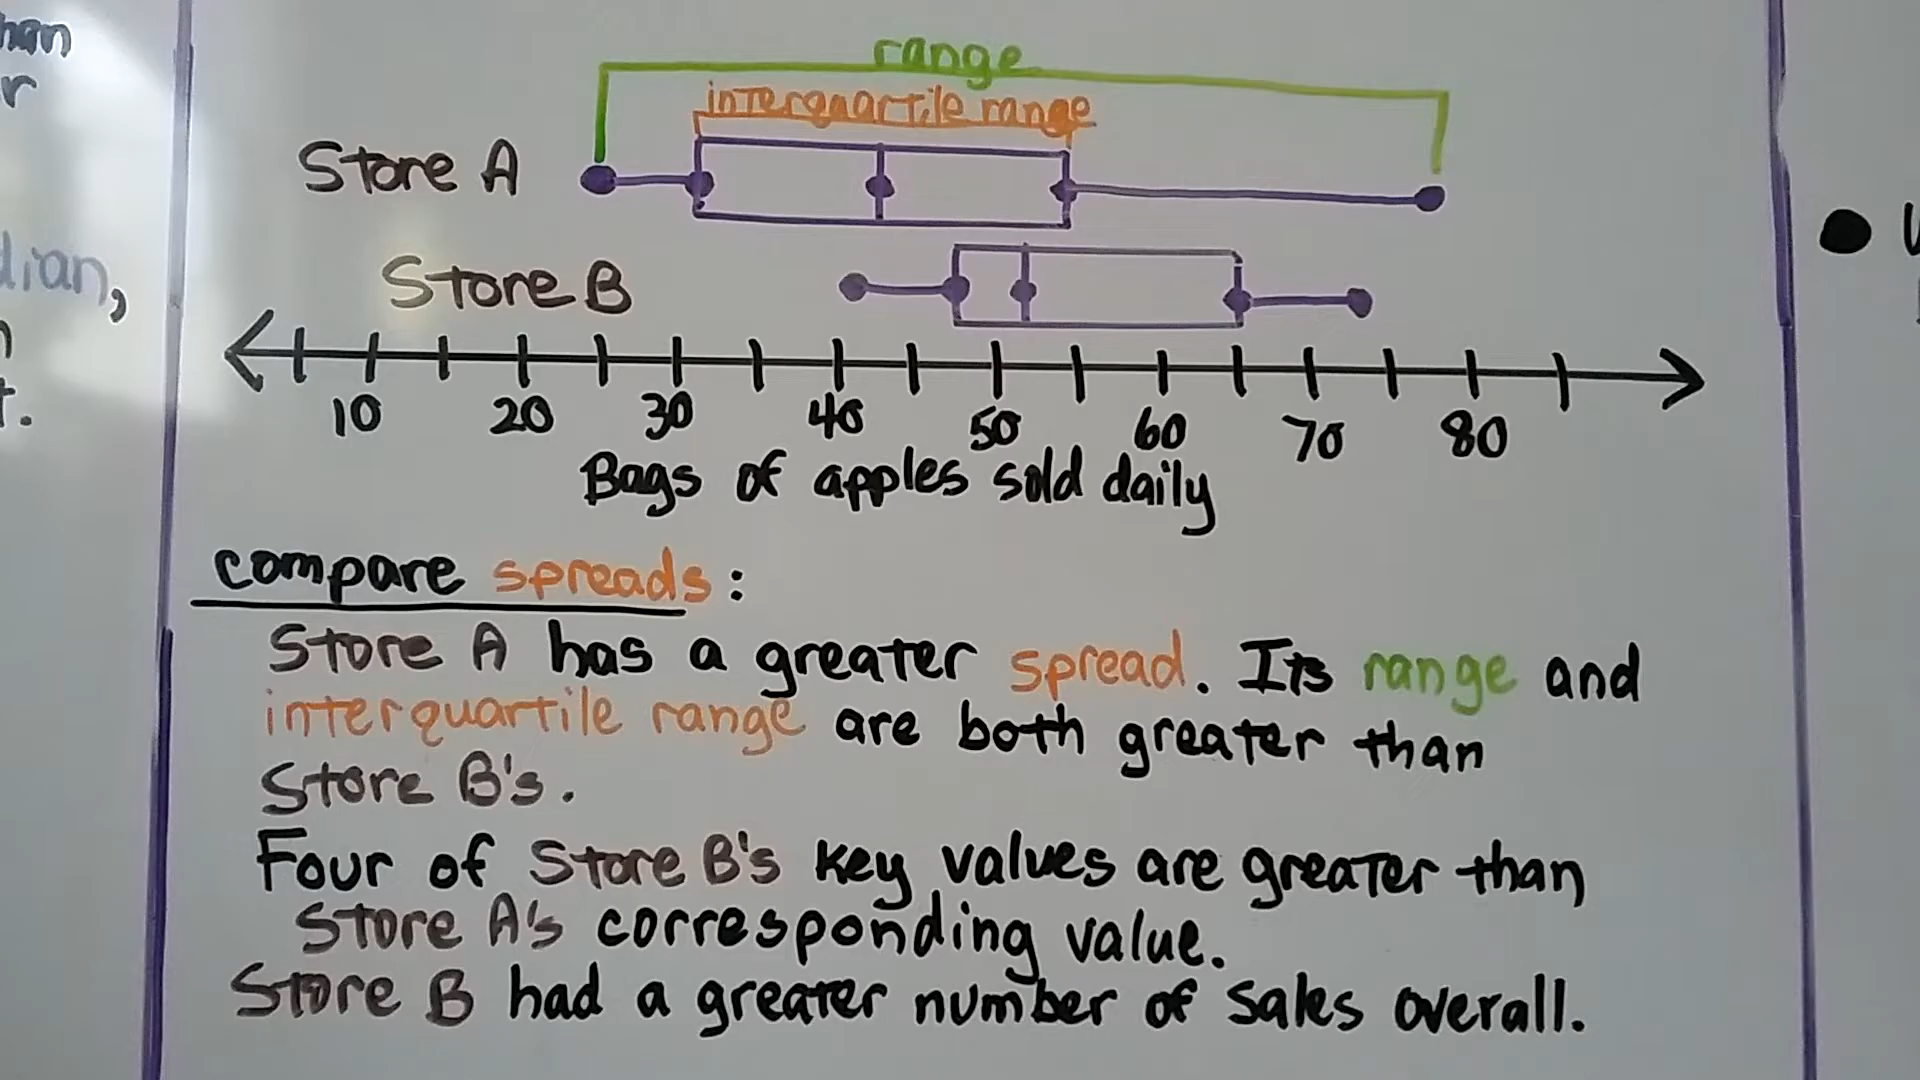 range
interquartile range
Store A
Store B
10 20 30 40 50 60 70 80
Bags of apples sold daily
compare spreads:
Store A has a greater spread. Its range and
interquartile range are both greater than
Store B's.
Four of Store B's key values are greater than
Store A's corresponding value.
Store B had a greater number of sales overall.